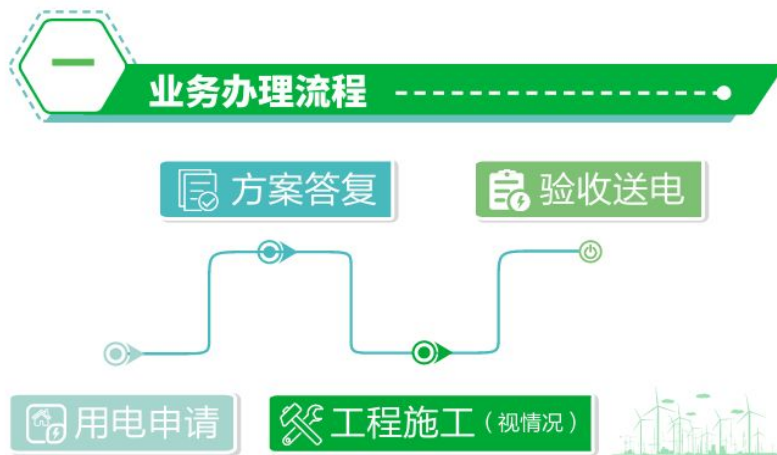 一
业务办理流程
方案答复
验收送电
用电申请
工程施工（视情况）